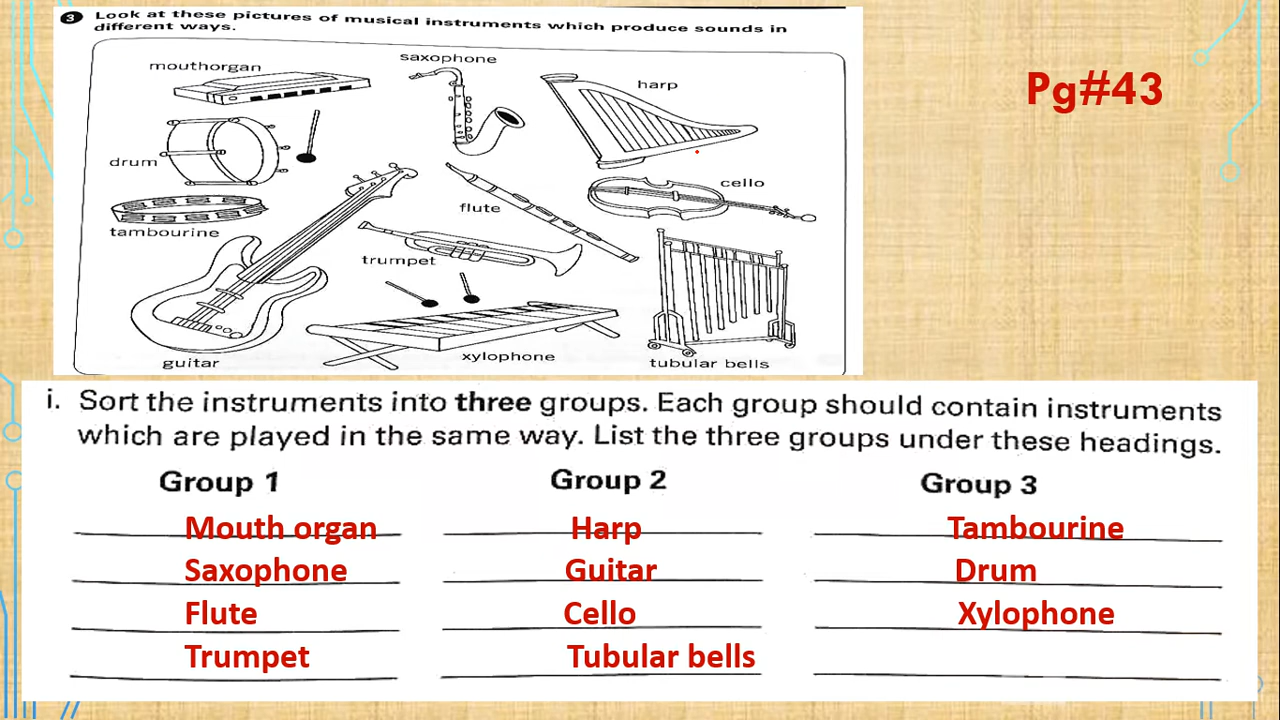 3 Look at these pictures of musical instruments which produce sounds in
different ways.
Pg#43
mouthorgan
saxophone
harp
drum
cello
flute
tambourine
trumpet
guitar
xylophone
tubular bells
i. Sort the instruments into three groups. Each group should contain instruments
which are played in the same way. List the three groups under these headings.
Group 1 Group 2 Group 3
Mouth organ Harp Tambourine
Saxophone Guitar Drum
Flute Cello Xylophone
Trumpet Tubular bells